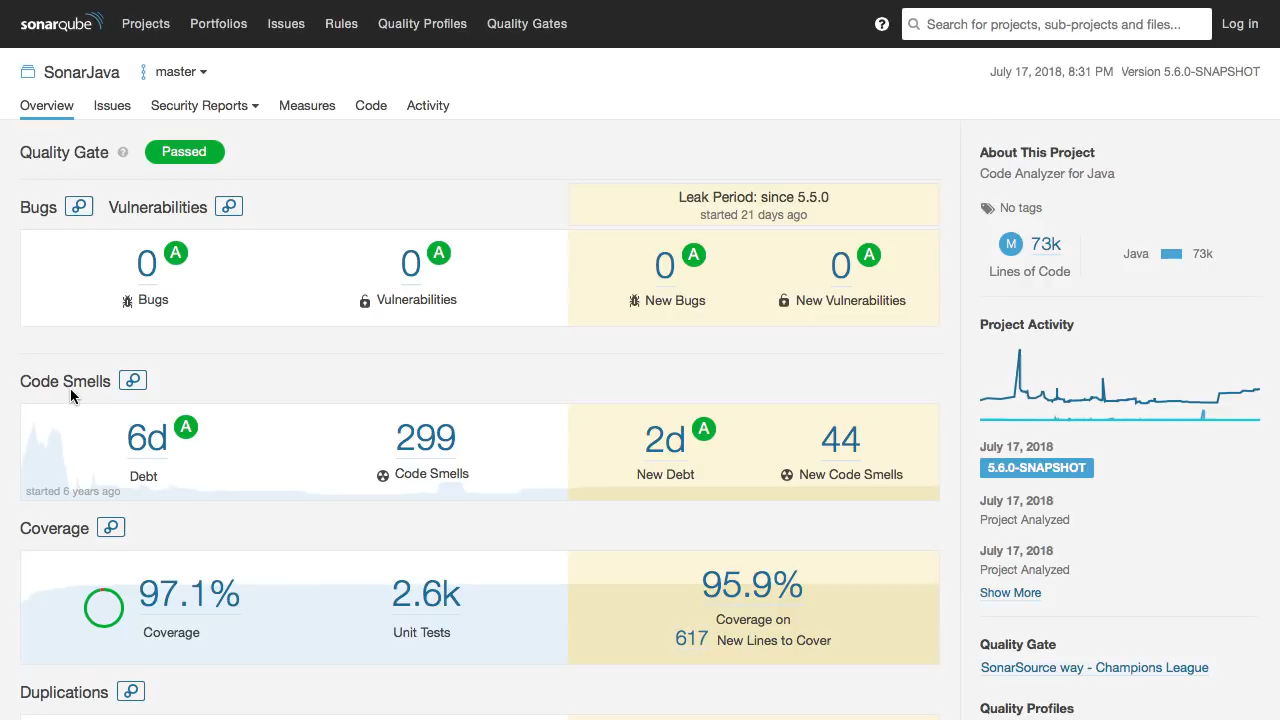 sonarqube Projects Portfolios Issues Rules Quality Profiles Quality Gates ? Search for projects, sub-projects and files... Log in
SonarJava master July 17, 2018, 8:31 PM Version 5.6.0-SNAPSHOT
Overview Issues Security Reports Measures Code Activity
Quality Gate ? Passed
Bugs Vulnerabilities
Leak Period: since 5.5.0
started 21 days ago
0 A 0 A 0 A 0 A
Bugs Vulnerabilities New Bugs New Vulnerabilities
Code Smells
6d A 299 2d A 44
Debt Code Smells New Debt New Code Smells
started 6 years ago
Coverage
97.1% 2.6k 95.9%
Coverage Unit Tests Coverage on
617 New Lines to Cover
Duplications
About This Project
Code Analyzer for Java
No tags
M 73k Java 73k
Lines of Code
Project Activity
July 17, 2018
5.6.0-SNAPSHOT
July 17, 2018
Project Analyzed
July 17, 2018
Project Analyzed
Show More
Quality Gate
SonarSource way - Champions League
Quality Profiles